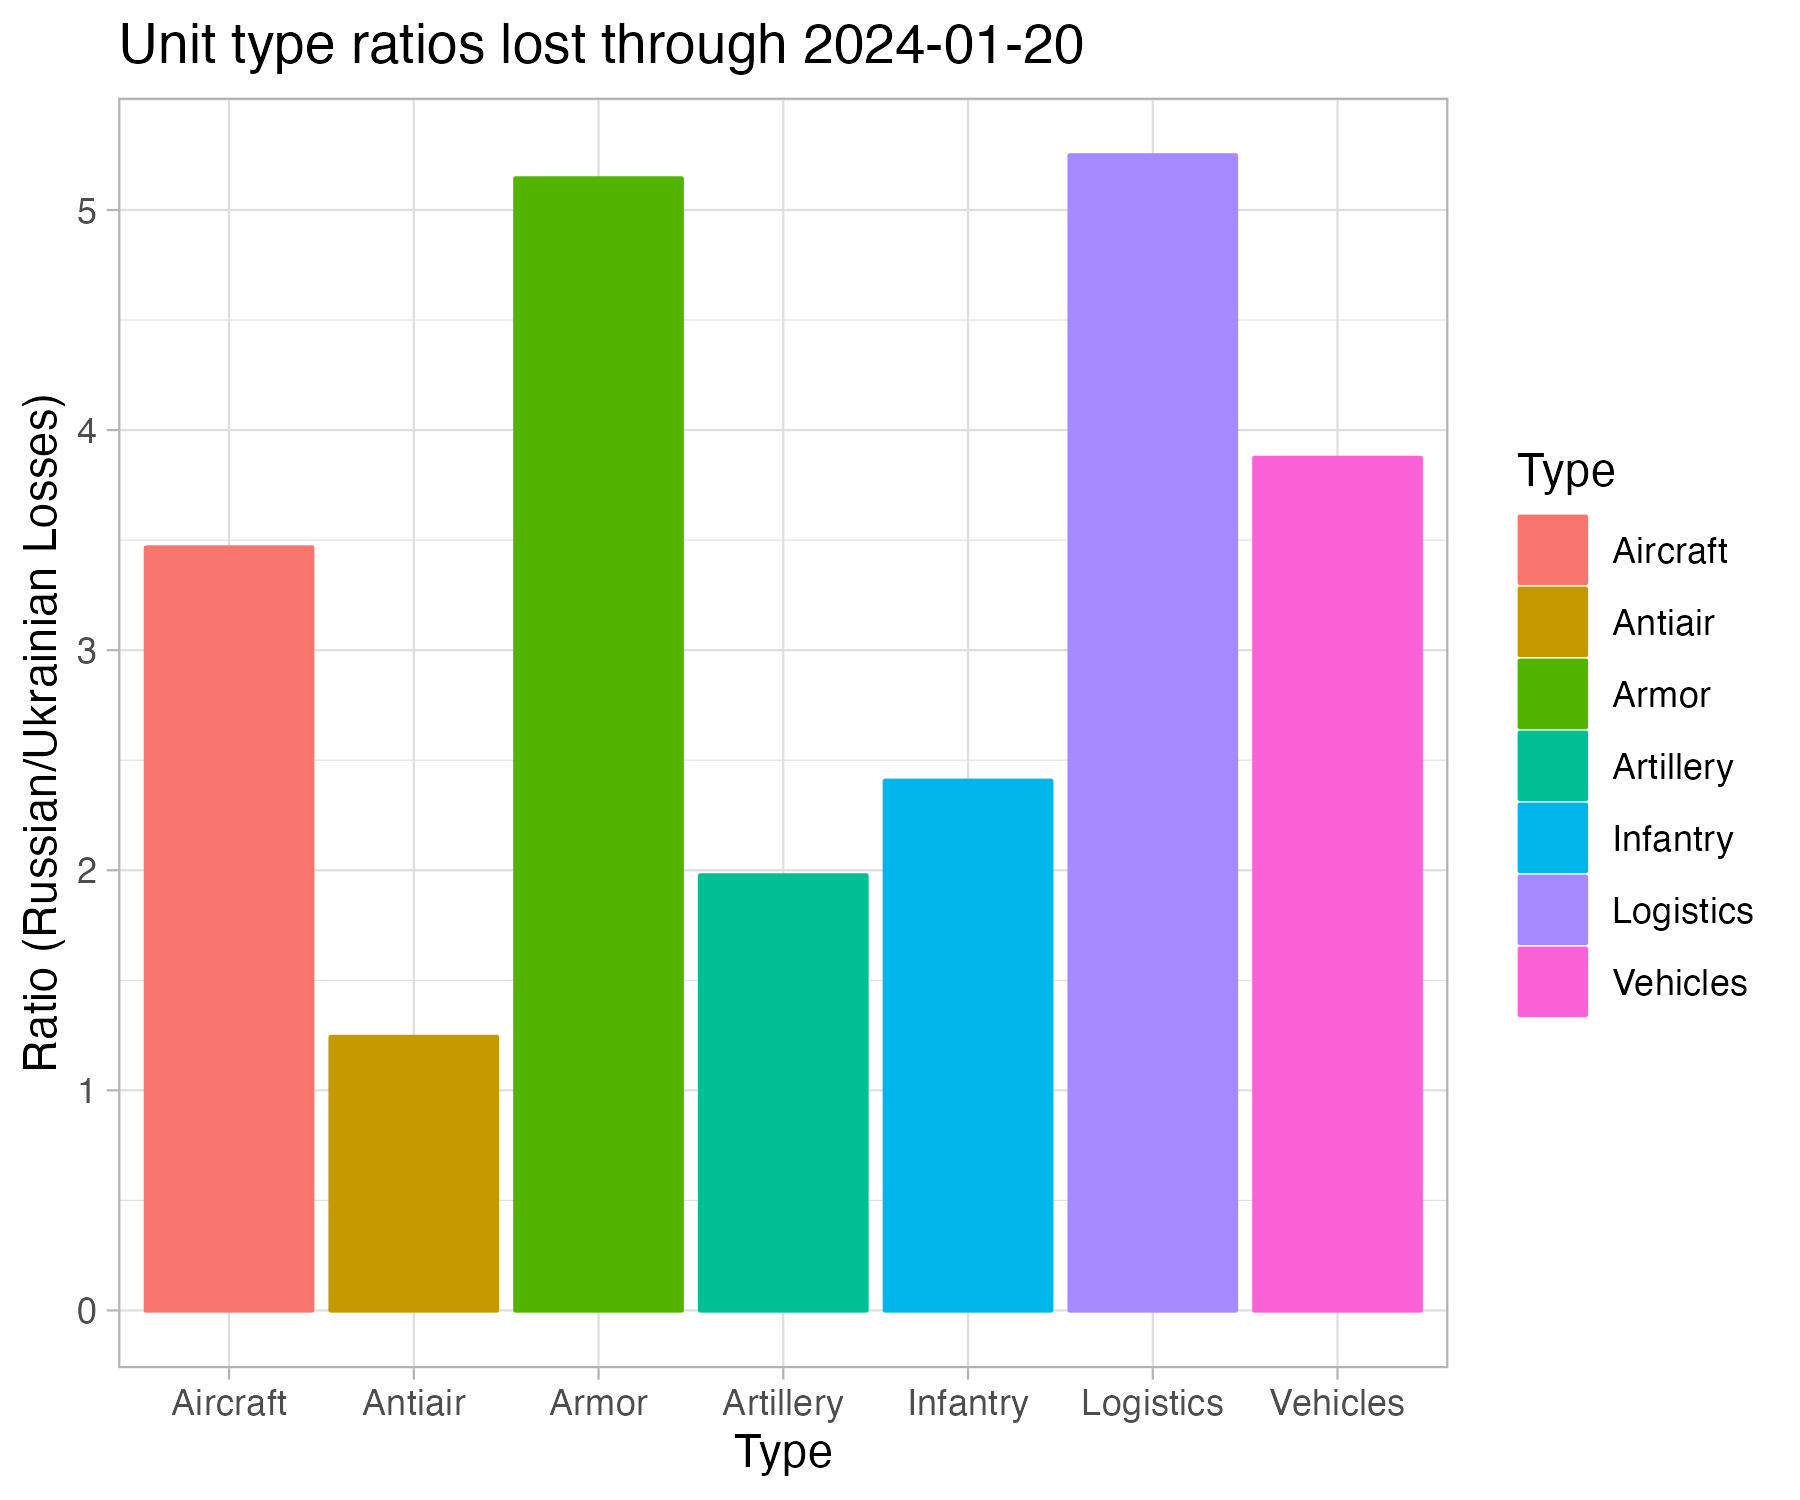 Unit type ratios lost through 2024-01-20
Ratio (Russian/Ukrainian Losses)
5
4
3
2
1
0
Aircraft
Antiair
Armor
Artillery
Infantry
Logistics
Vehicles
Type
Type
Aircraft
Antiair
Armor
Artillery
Infantry
Logistics
Vehicles